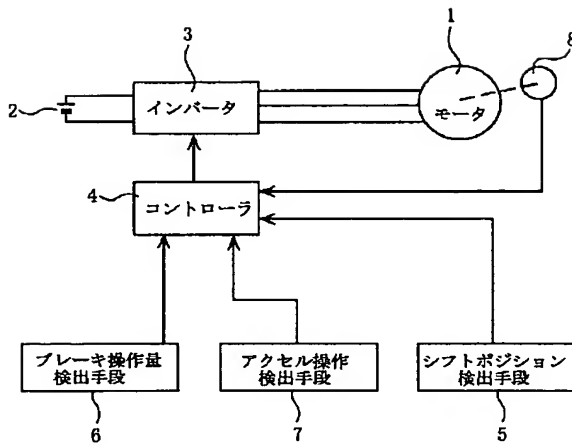 3
1
8
2
インバータ
モータ
4
コントローラ
ブレーキ操作量
検出手段
アクセル操作
検出手段
シフトポジション
検出手段
6
7
5